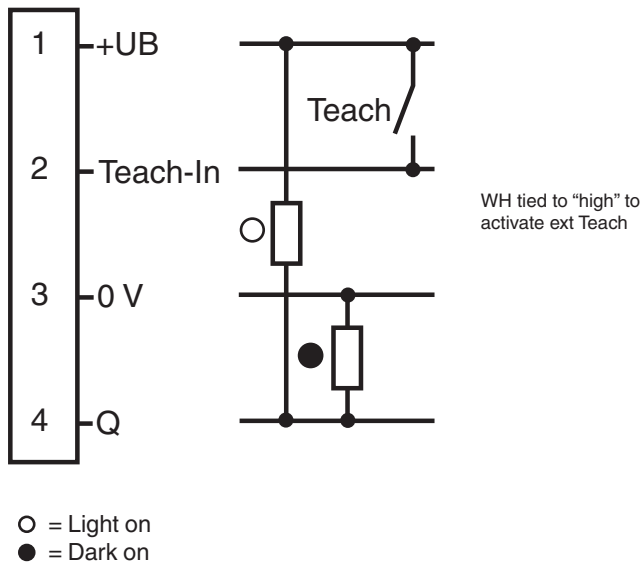 1 +UB
Teach
2 Teach-In
WH tied to “high” to
activate ext Teach
3 0 V
4 Q
= Light on
= Dark on